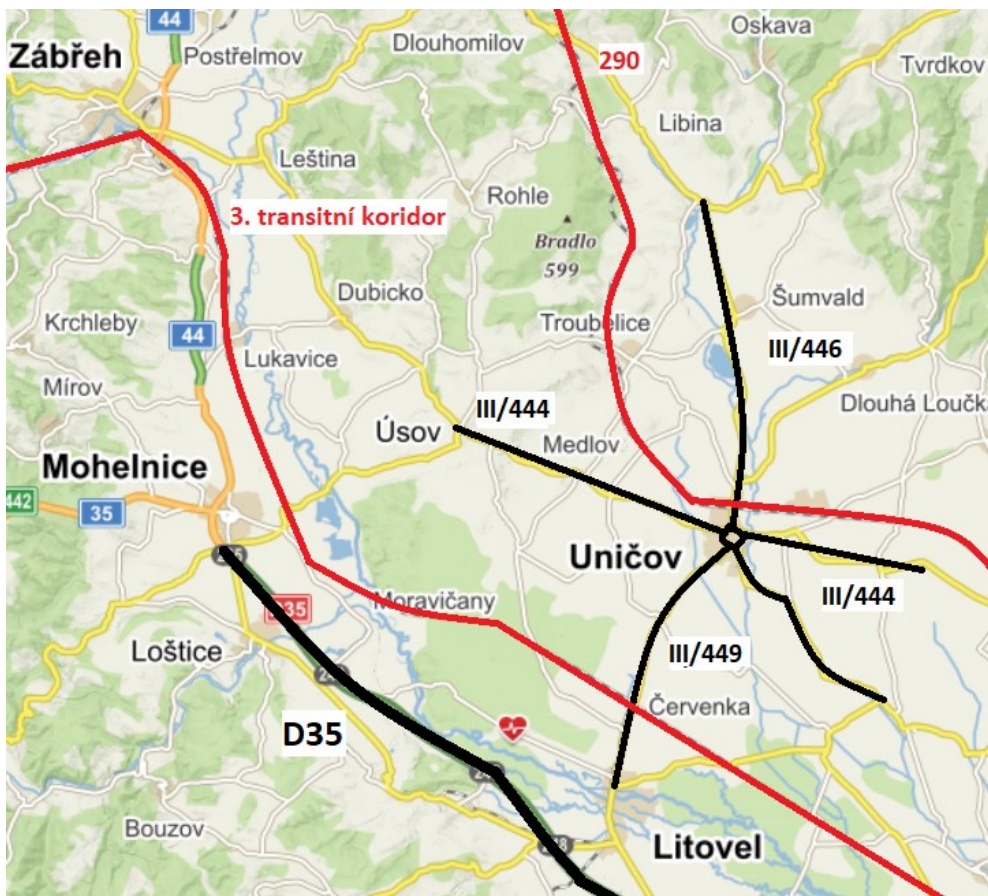 44
Oskava
Zábřeh
Postřelmov
Dlouhomilov
290
Tvrdkov
Libina
Leština
Rohle
3. transitní koridor
Bradlo
599
Dubicko
Šumvald
Krchleby
44
Troubelice
III/446
Lukavice
Mírov
III/444
Dlouhá Loučka
Úsov
Medlov
Mohelnice
442
35
Uničov
D35
Moravičany
III/444
Loštice
III/449
Červenka
D35
Bouzov
Litovel